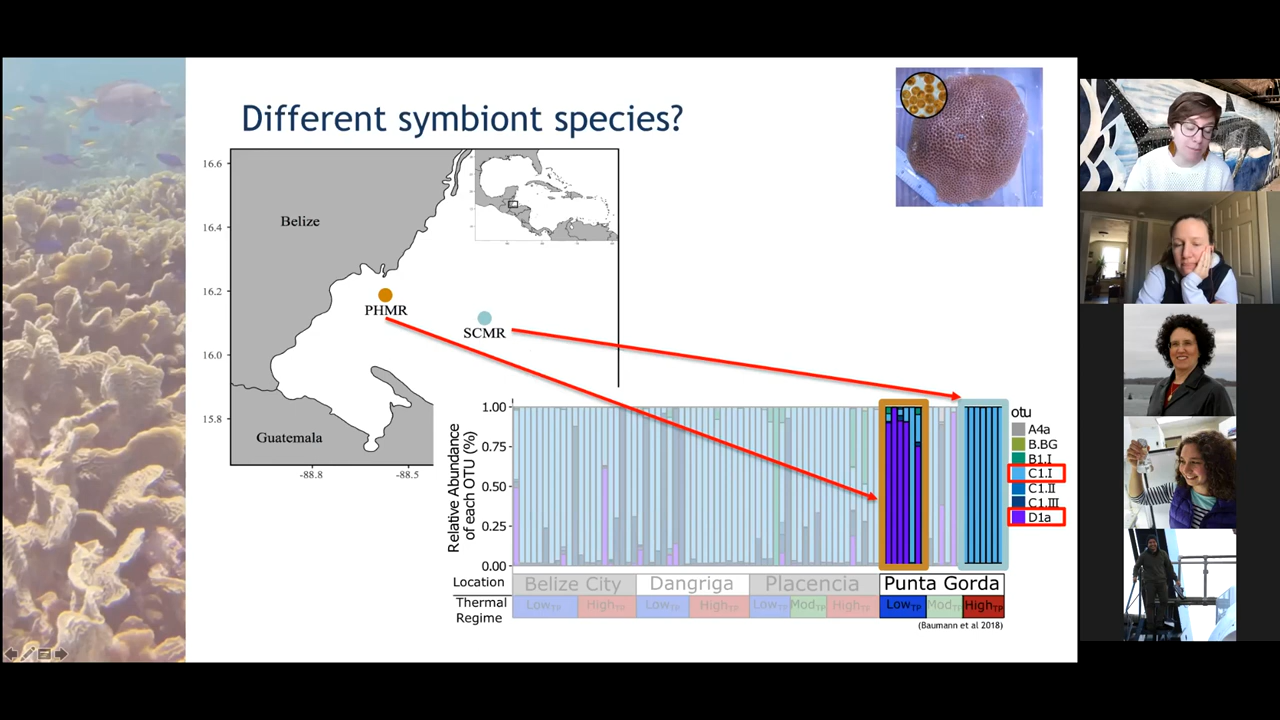 Different symbiont species?
16.6
16.4
16.2
16.0
15.8
Belize
PHMR
SCMR
Guatemala
-88.8
-88.5
Relative Abundance
of each OTU (%)
1.00
0.75
0.50
0.25
0.00
otu
A4a
B.BG
B1.I
C1.I
C1.II
C1.III
D1a
Location
Belize City
Dangriga
Placencia
Punta Gorda
Thermal
Regime
LowTP
HighTP
LowTP
HighTP
LowTP
ModTP
HighTP
LowTP
ModTP
HighTP
(Baumann et al 2018)